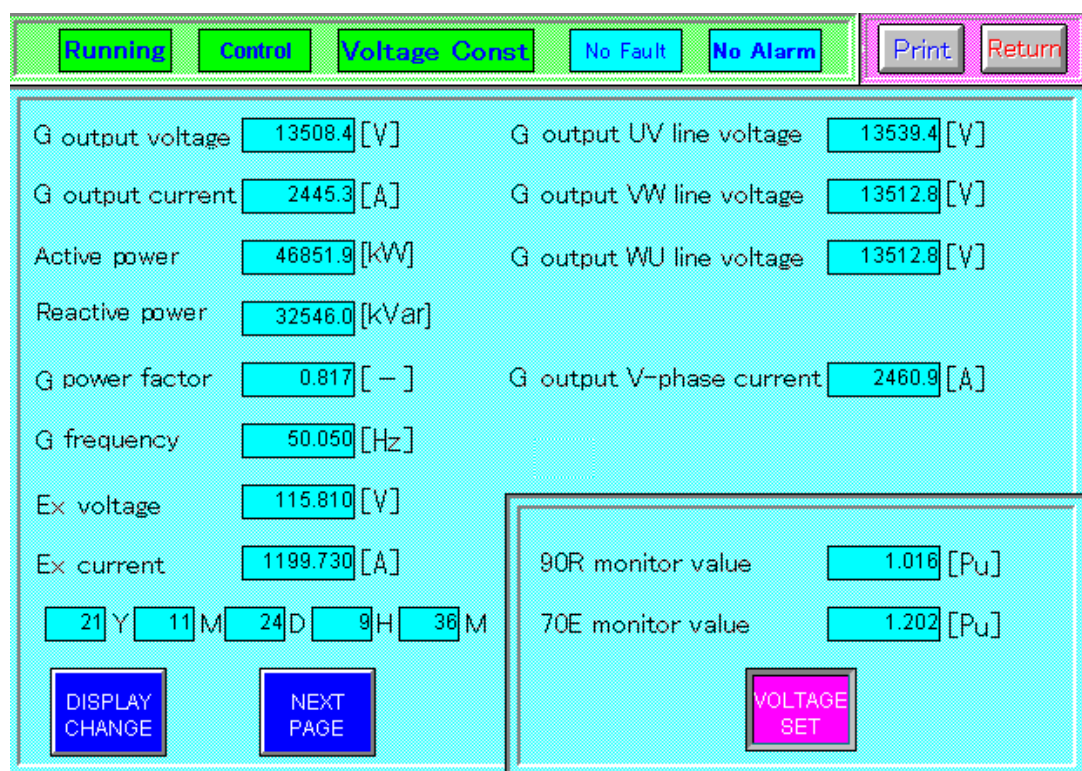 Running Control Voltage Const No Fault No Alarm Print Return
G output voltage 13508.4 [V] G output UV line voltage 13539.4 [V]
G output current 2445.3 [A] G output VW line voltage 13512.8 [V]
Active power 46851.9 [KW] G output WU line voltage 13512.8 [V]
Reactive power 32546.0 [KVar]
G power factor 0.817 [−] G output V-phase current 2460.9 [A]
G frequency 50.050 [Hz]
Ex voltage 115.810 [V]
Ex current 1199.730 [A]
21 Y 11 M 24 D 9 H 36 M
DISPLAY
CHANGE
NEXT
PAGE
90R monitor value 1.016 [Pu]
70E monitor value 1.202 [Pu]
VOLTAGE
SET